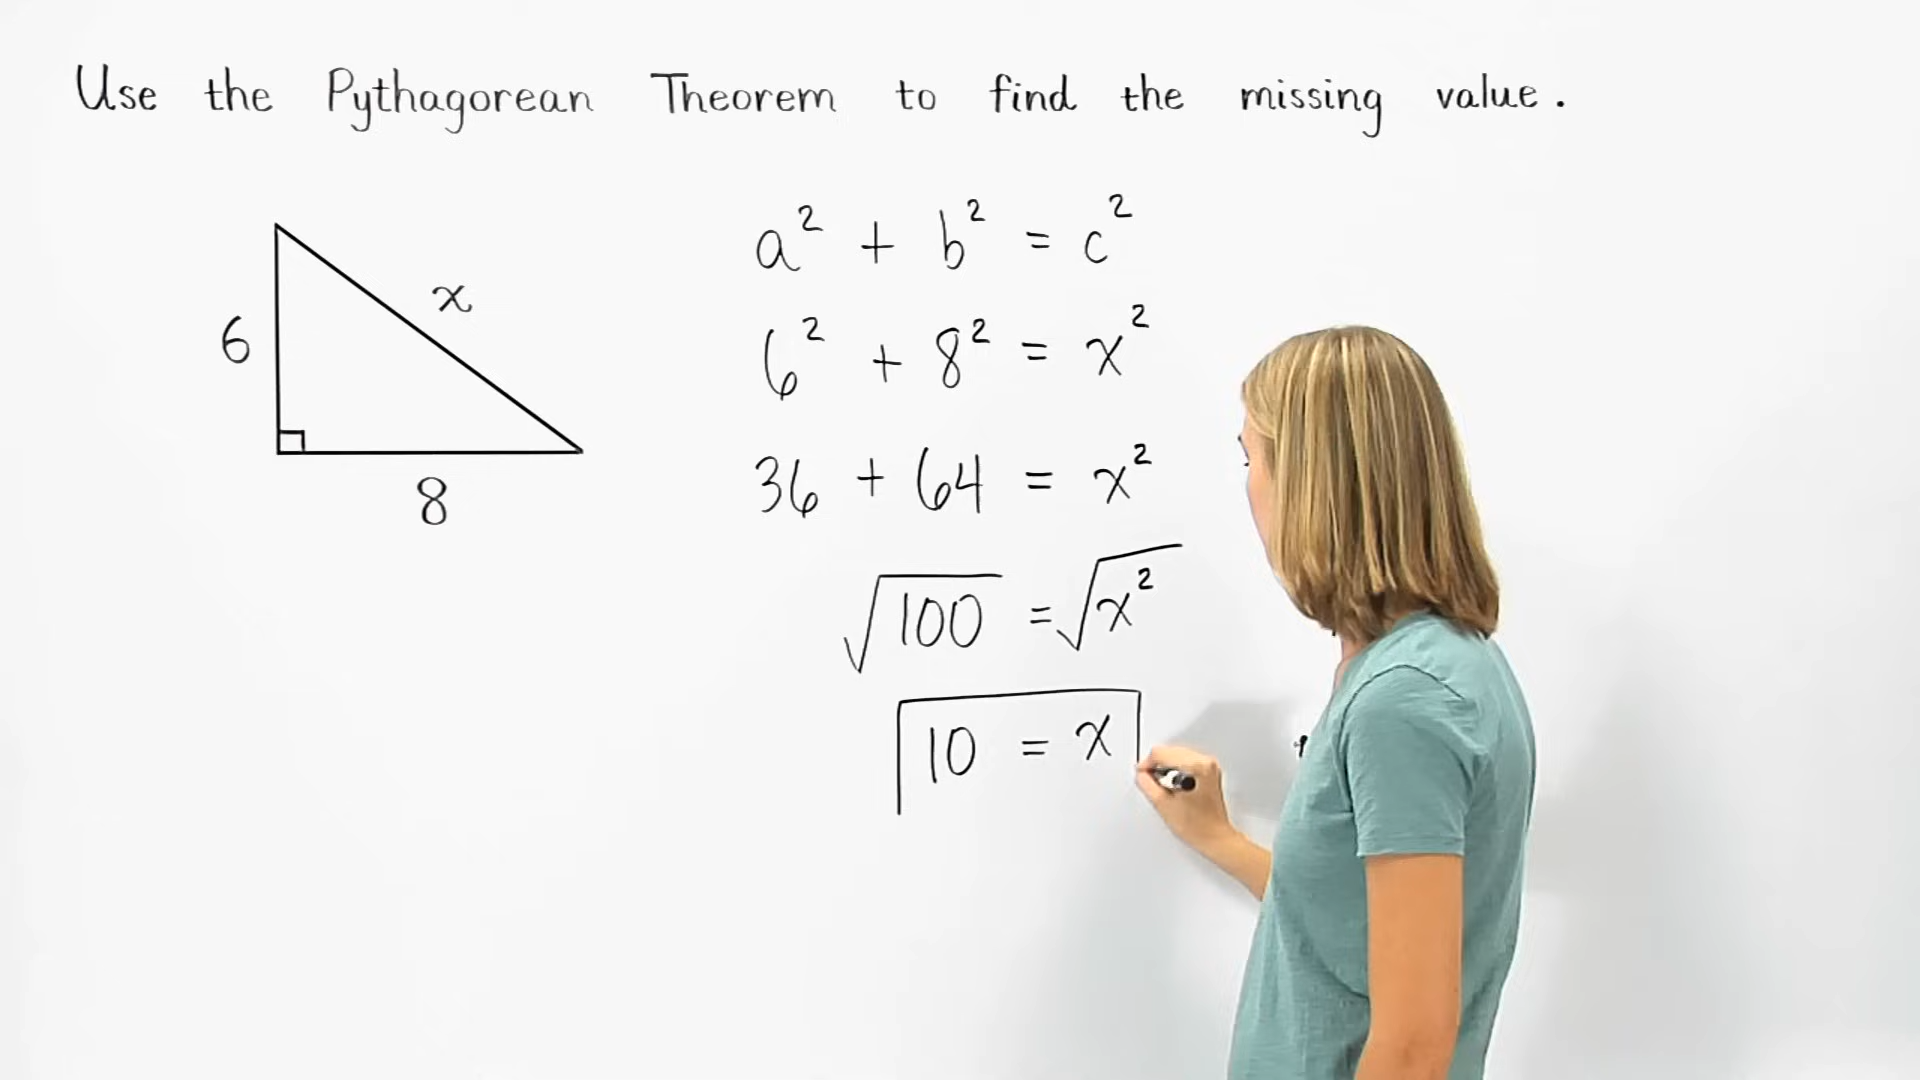 Use the Pythagorean Theorem to find the missing value.
a² + b² = c²
6
x
8
6² + 8² = x²
36 + 64 = x²
√100 = √x²
10 = x